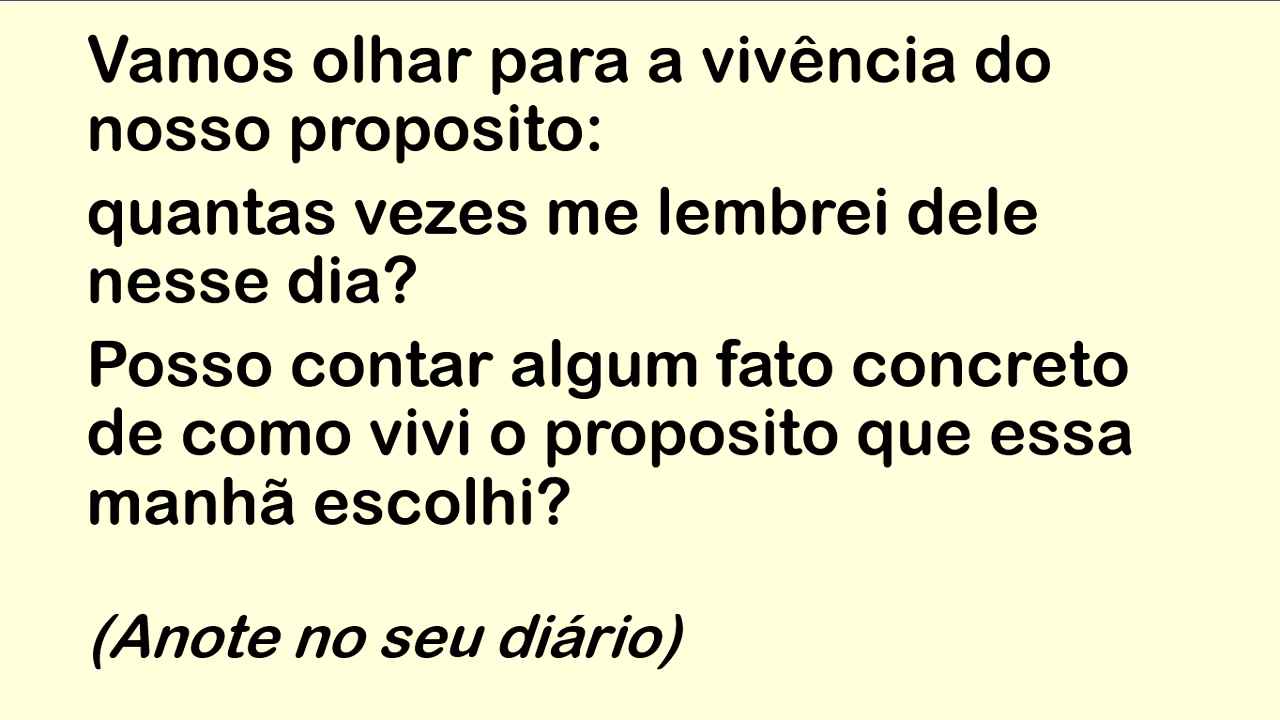 Vamos olhar para a vivência do
nosso proposito:
quantas vezes me lembrei dele
nesse dia?
Posso contar algum fato concreto
de como vivi o proposito que essa
manhã escolhi?
(Anote no seu diário)